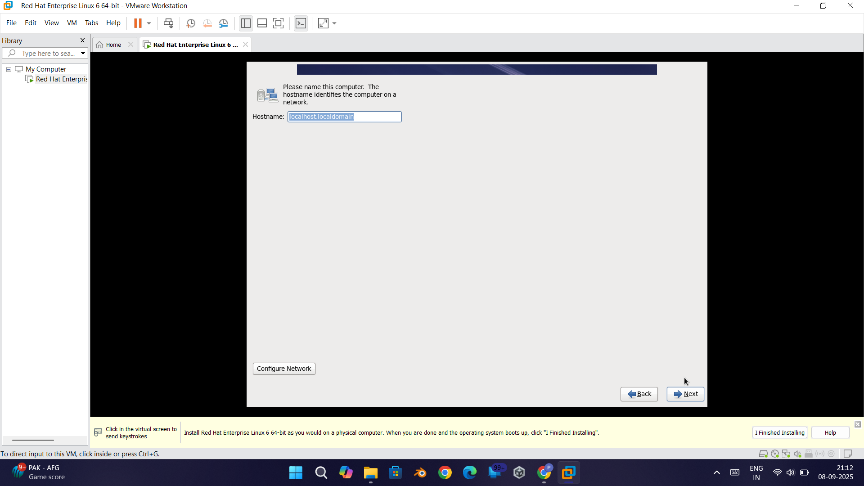 Red Hat Enterprise Linux 6 64-bit - VMware Workstation
File Edit View VM Tabs Help
Library
Home
Red Hat Enterprise Linux 6 ...
Type here to sea...
My Computer
Red Hat Enterpris
Please name this computer. The
hostname identifies the computer on a
network.
Hostname: localhost.localdomain
Configure Network
Back
Next
Click in the virtual screen to
send keystrokes
Install Red Hat Enterprise Linux 6 64-bit as you would on a physical computer. When you are done and the operating system boots up, click "I Finished Installing".
I Finished Installing
Help
To direct input to this VM, click inside or press Ctrl+G.
PAK - AFG
Game score
ENG
IN
21:12
08-09-2025